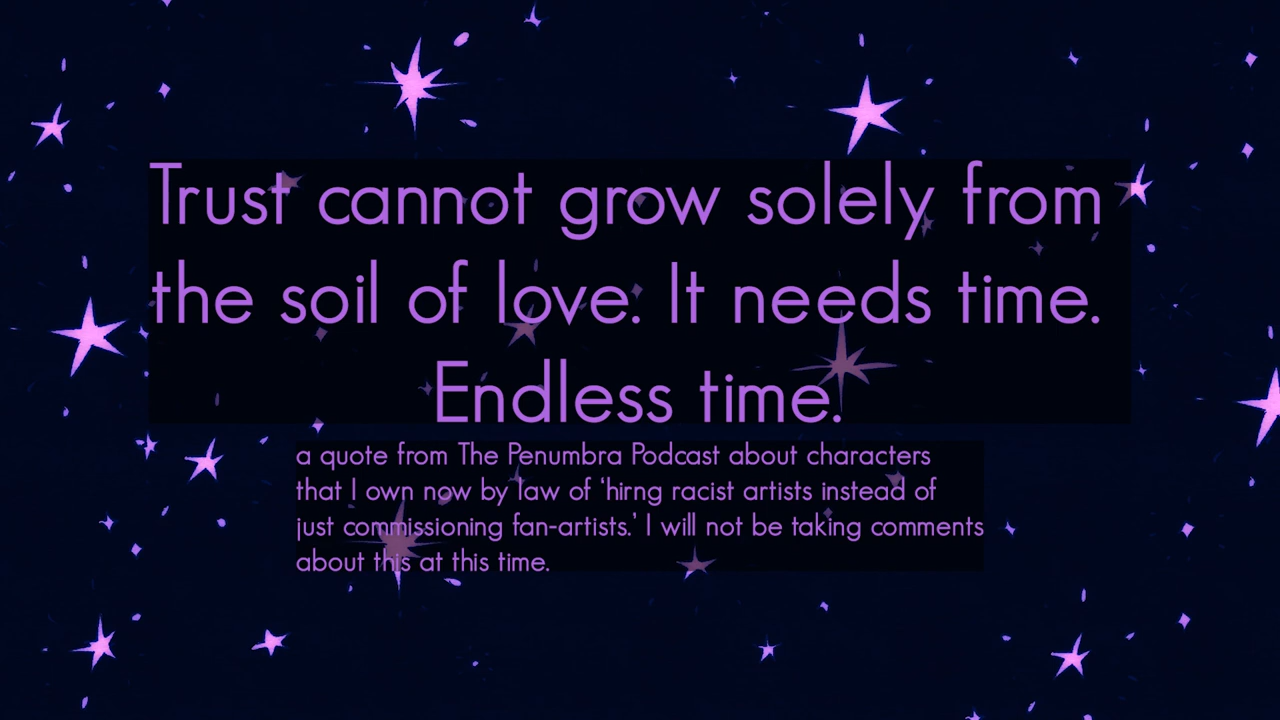 Trust cannot grow solely from
the soil of love. It needs time.
Endless time.
a quote from The Penumbra Podcast about characters
that I own now by law of ‘hirng racist artists instead of
just commissioning fan-artists.’ I will not be taking comments
about this at this time.